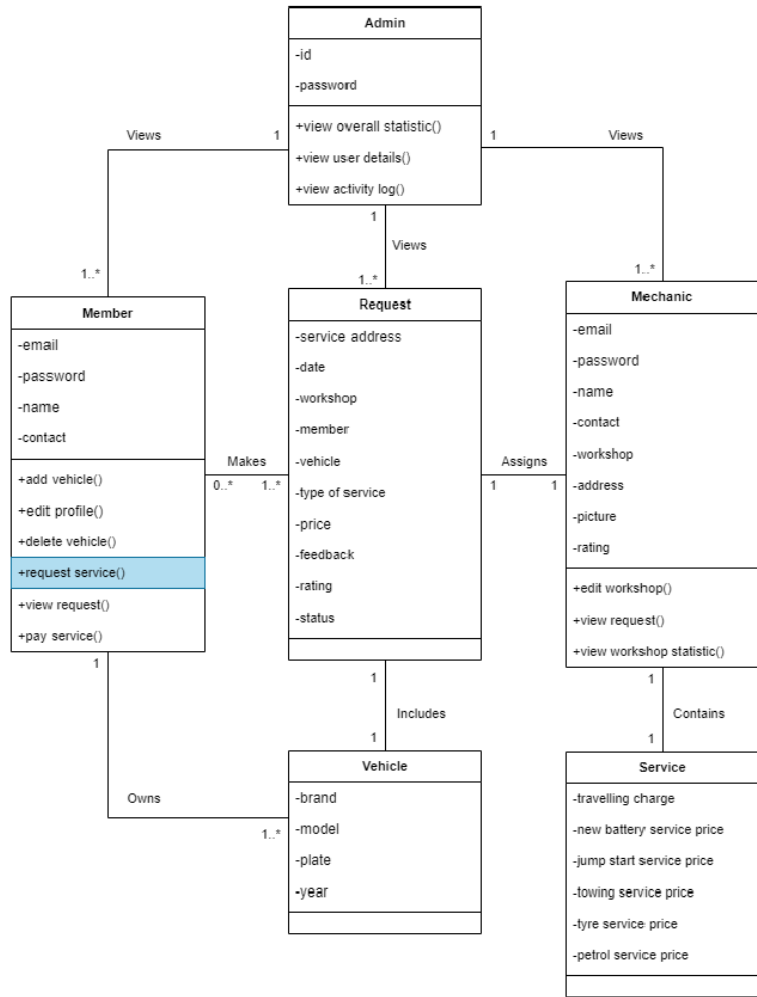 Admin
-id
-password
+view overall statistic()
+view user details()
+view activity log()
Views
1
1..*
1
Views
1..*
1
Views
1..*
Member
-email
-password
-name
-contact
+add vehicle()
+edit profile()
+delete vehicle()
+request service()
+view request()
+pay service()
Makes
0..*
1..*
Request
-service address
-date
-workshop
-member
-vehicle
-type of service
-price
-feedback
-rating
-status
Assigns
1
1
Mechanic
-email
-password
-name
-contact
-workshop
-address
-picture
-rating
+edit workshop()
+view request()
+view workshop statistic()
1
Owns
1..*
1
Includes
1
Vehicle
-brand
-model
-plate
-year
1
Contains
1
Service
-travelling charge
-new battery service price
-jump start service price
-towing service price
-tyre service price
-petrol service price